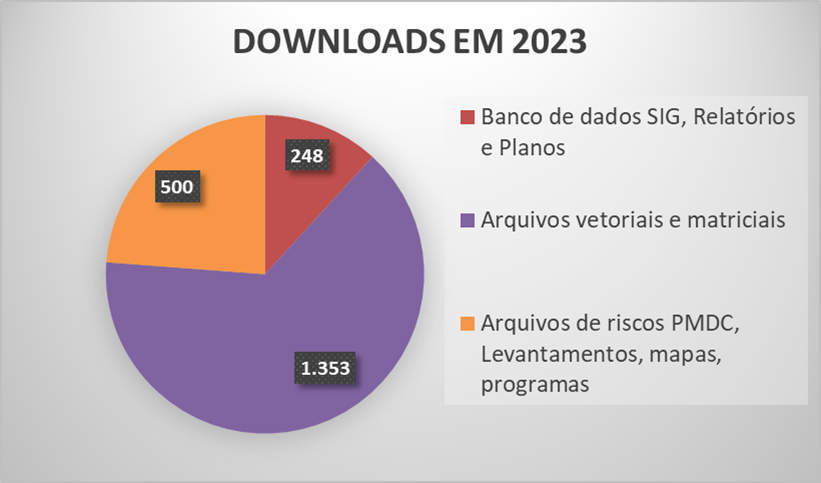 DOWNLOADS EM 2023
248
500
1.353
Banco de dados SIG, Relatórios
e Planos
Arquivos vetoriais e matriciais
Arquivos de riscos PMDC,
Levantamentos, mapas,
programas